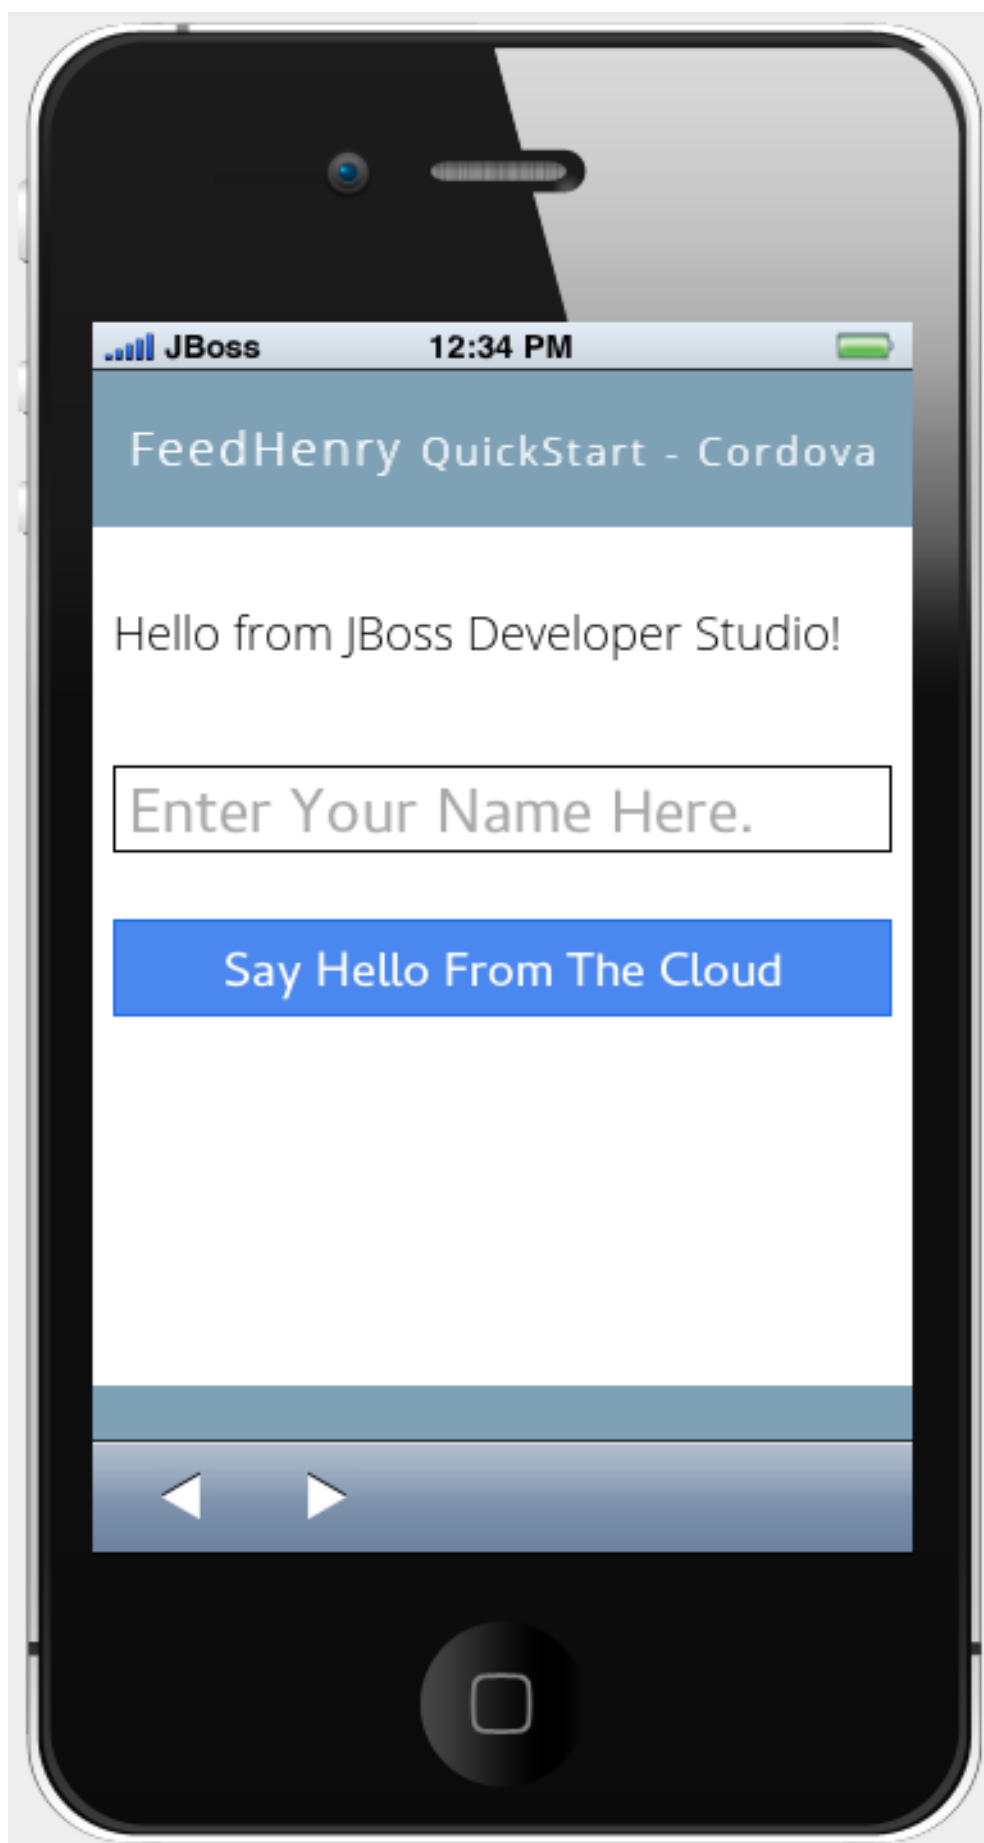 JBoss 12:34 PM
FeedHenry QuickStart - Cordova
Hello from JBoss Developer Studio!
Enter Your Name Here.
Say Hello From The Cloud